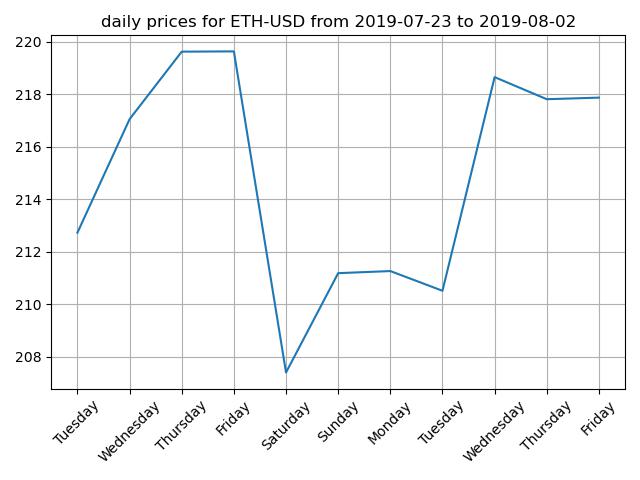 daily prices for ETH-USD from 2019-07-23 to 2019-08-02
220
218
216
214
212
210
208
Tuesday
Wednesday
Thursday
Friday
Saturday
Sunday
Monday
Tuesday
Wednesday
Thursday
Friday